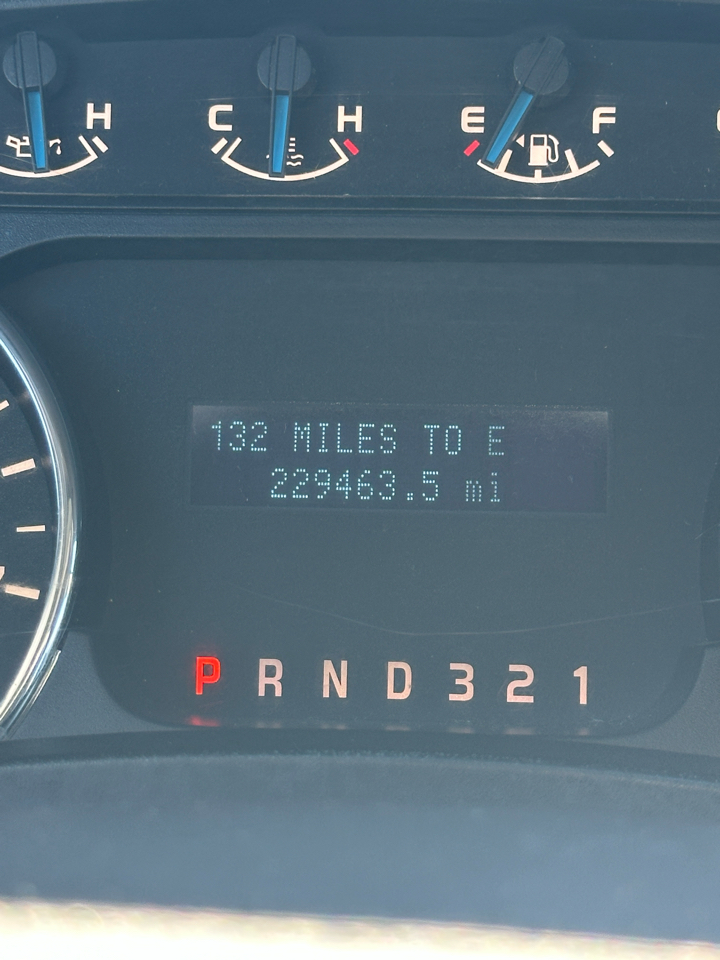 H C H E F
132 MILES TO E
229463.5 mi
P R N D 3 2 1